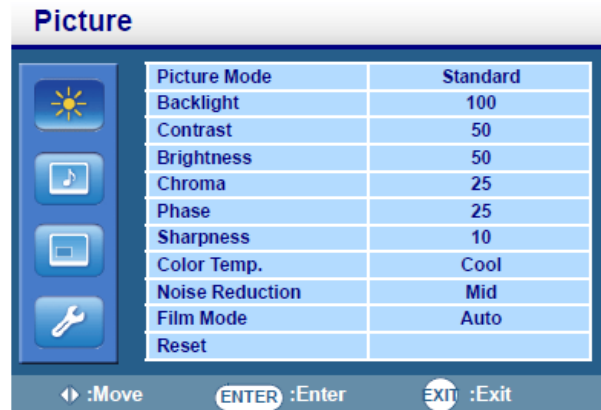 Picture
Picture Mode Standard
Backlight 100
Contrast 50
Brightness 50
Chroma 25
Phase 25
Sharpness 10
Color Temp. Cool
Noise Reduction Mid
Film Mode Auto
Reset
:Move ENTER :Enter EXIT :Exit